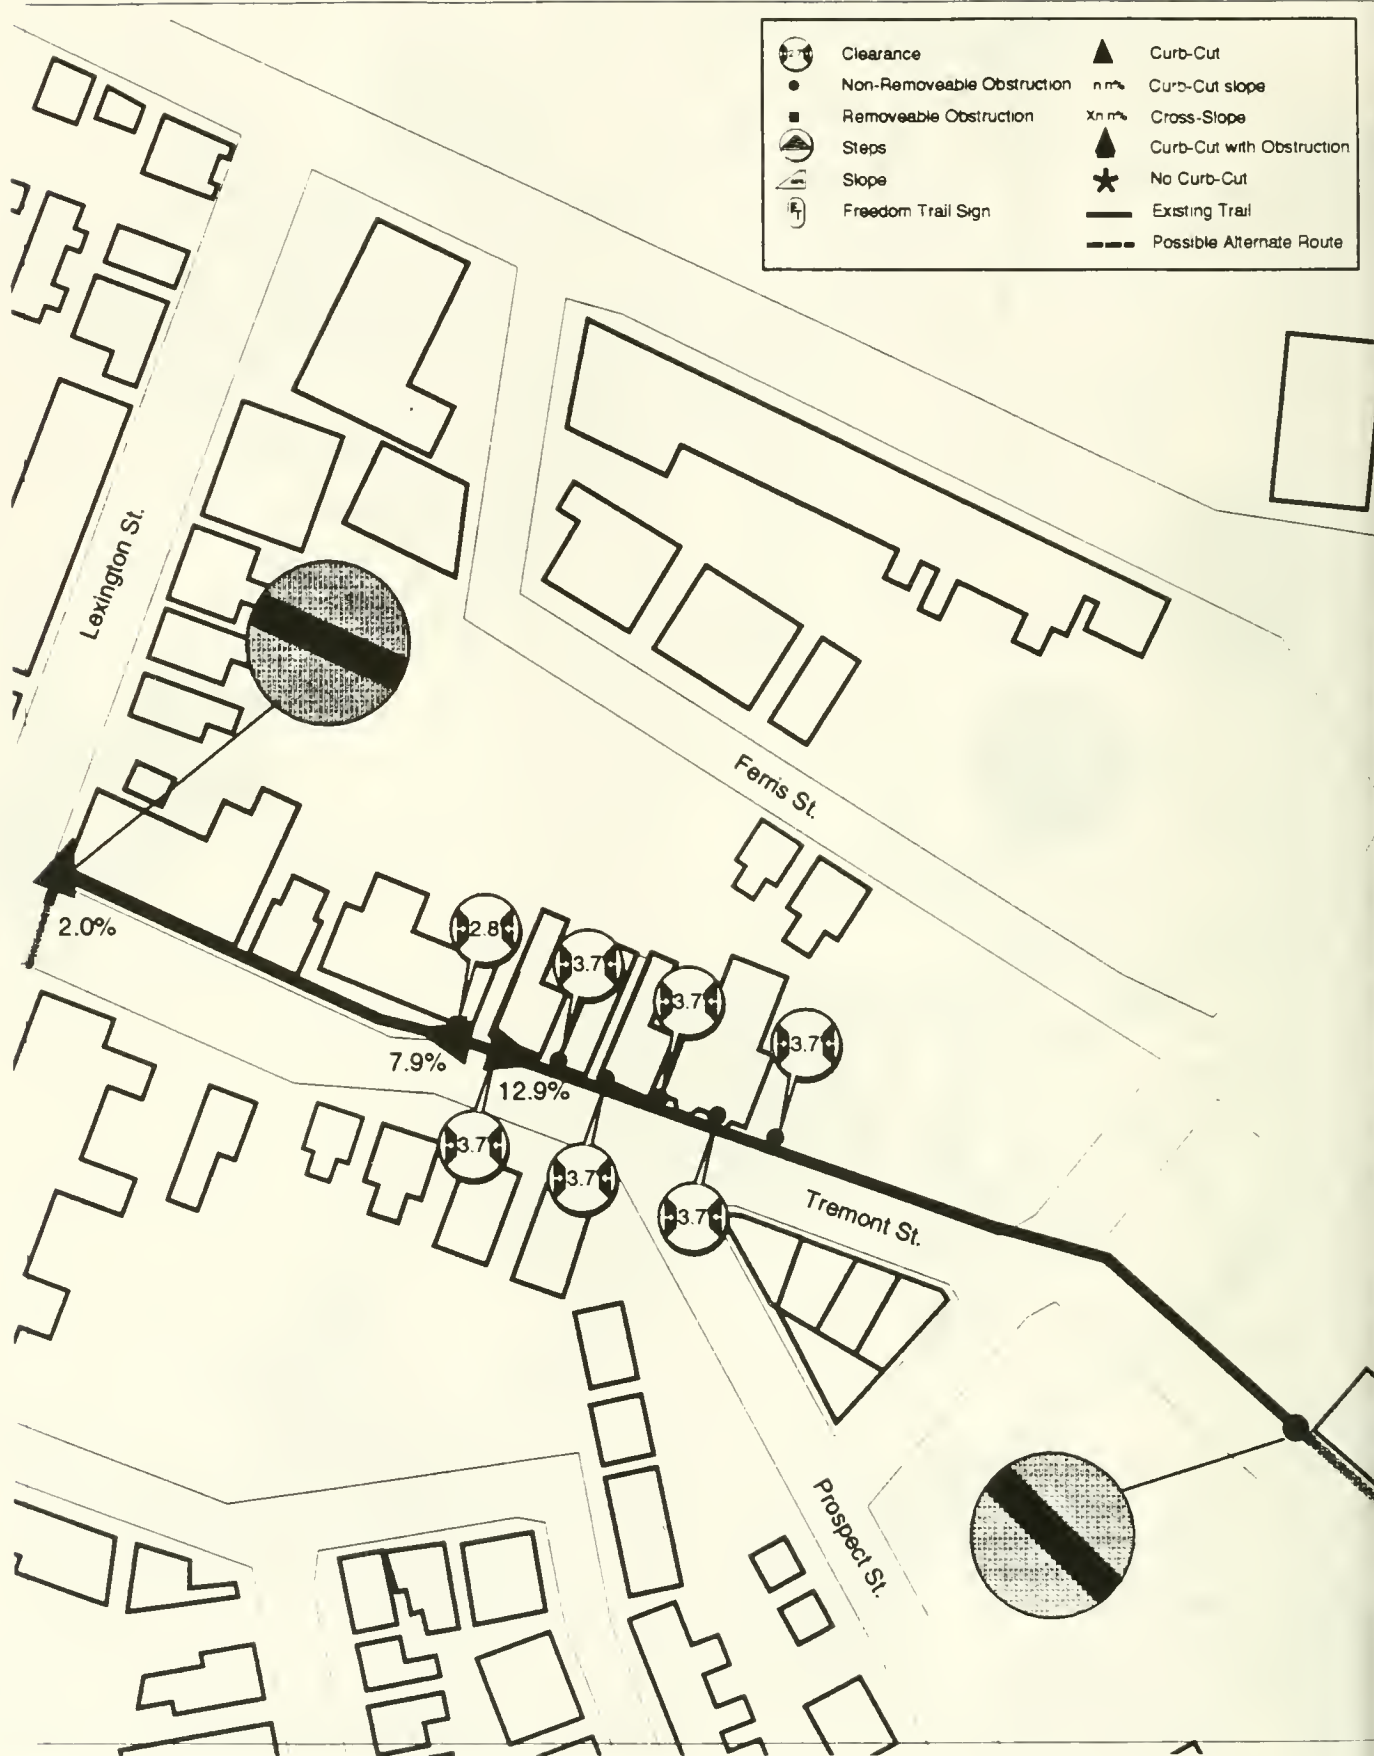 Clearance
Non-Removeable Obstruction
Removeable Obstruction
Steps
Slope
Freedom Trail Sign
Curb-Cut
n n% Curb-Cut slope
Xn n% Cross-Slope
Curb-Cut with Obstruction
No Curb-Cut
Existing Trail
Possible Alternate Route
Lexington St.
Ferris St.
2.0%
2.8'
3.7'
3.7'
3.7'
7.9%
12.9%
3.7'
3.7'
3.7'
Tremont St.
Prospect St.